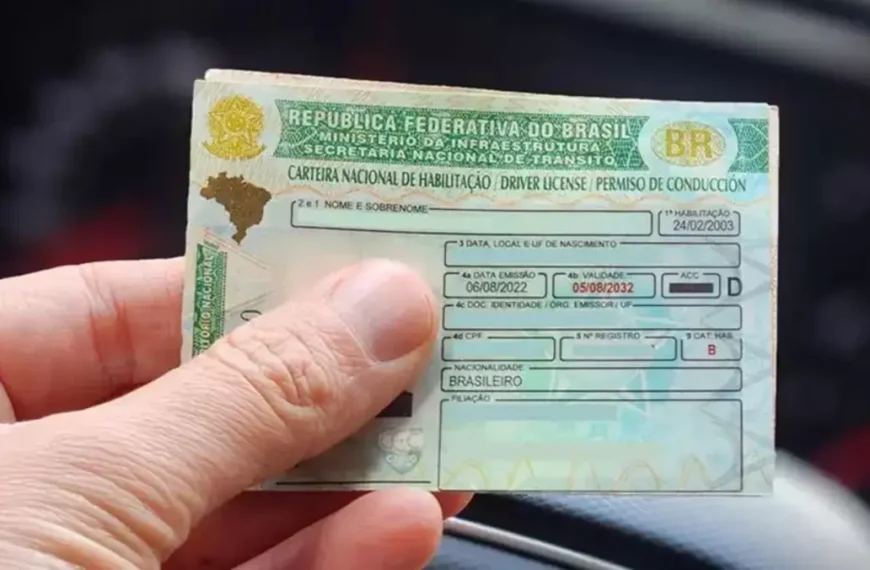 REPÚBLICA FEDERATIVA DO BRASIL
MINISTÉRIO DA INFRAESTRUTURA
SECRETARIA NACIONAL DE TRÂNSITO
BR
CARTEIRA NACIONAL DE HABILITAÇÃO / DRIVER LICENSE / PERMISO DE CONDUCCIÓN
2 e 1 NOME E SOBRENOME
1ª HABILITAÇÃO
24/02/2003
3 DATA, LOCAL E UF DE NASCIMENTO
4a DATA EMISSÃO
06/08/2022
4b VALIDADE
05/08/2032
ACC
D
4c DOC. IDENTIDADE / ÓRG. EMISSOR / UF
4d CPF
5 Nº REGISTRO
9 CAT. HAB.
B
NACIONALIDADE
BRASILEIRO
FILIAÇÃO
NACIONAL